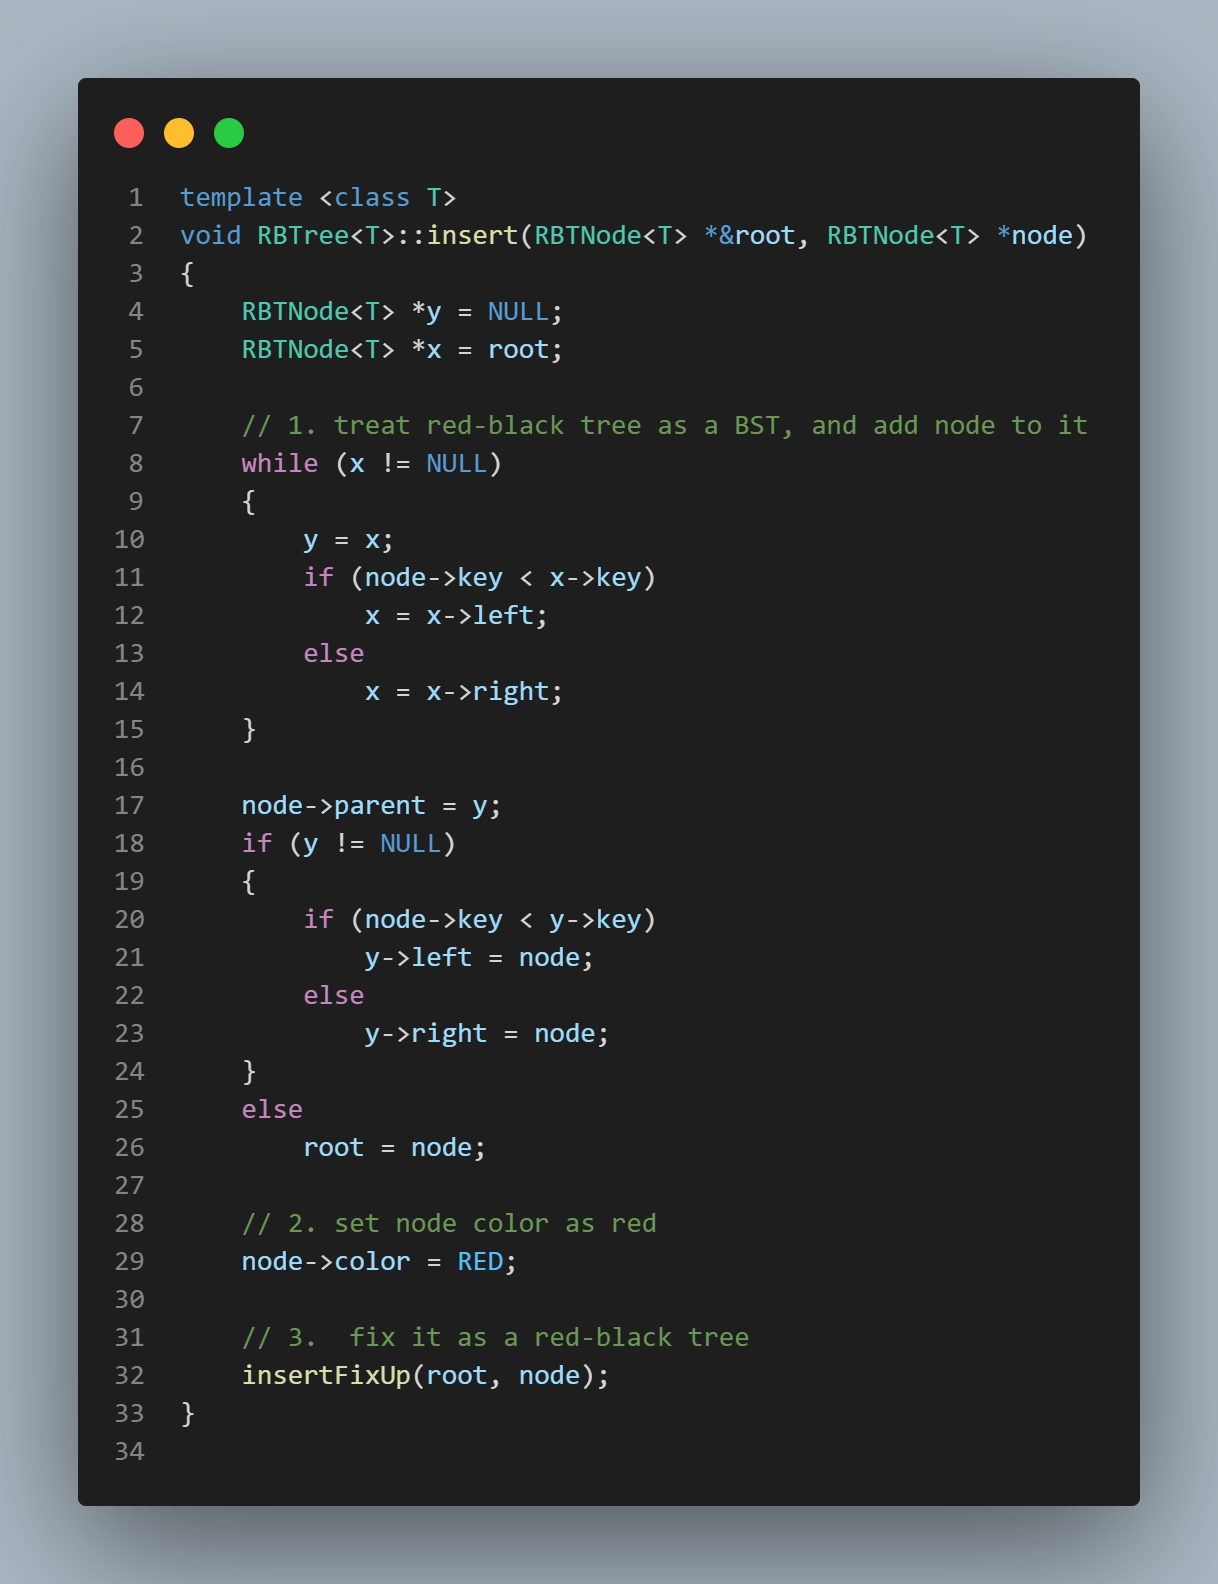 1 template <class T>
2 void RBTree<T>::insert(RBTNode<T> *&root, RBTNode<T> *node)
3 {
4     RBTNode<T> *y = NULL;
5     RBTNode<T> *x = root;
6
7     // 1. treat red-black tree as a BST, and add node to it
8     while (x != NULL)
9     {
10         y = x;
11         if (node->key < x->key)
12             x = x->left;
13         else
14             x = x->right;
15     }
16
17     node->parent = y;
18     if (y != NULL)
19     {
20         if (node->key < y->key)
21             y->left = node;
22         else
23             y->right = node;
24     }
25     else
26         root = node;
27
28     // 2. set node color as red
29     node->color = RED;
30
31     // 3.  fix it as a red-black tree
32     insertFixUp(root, node);
33 }
34